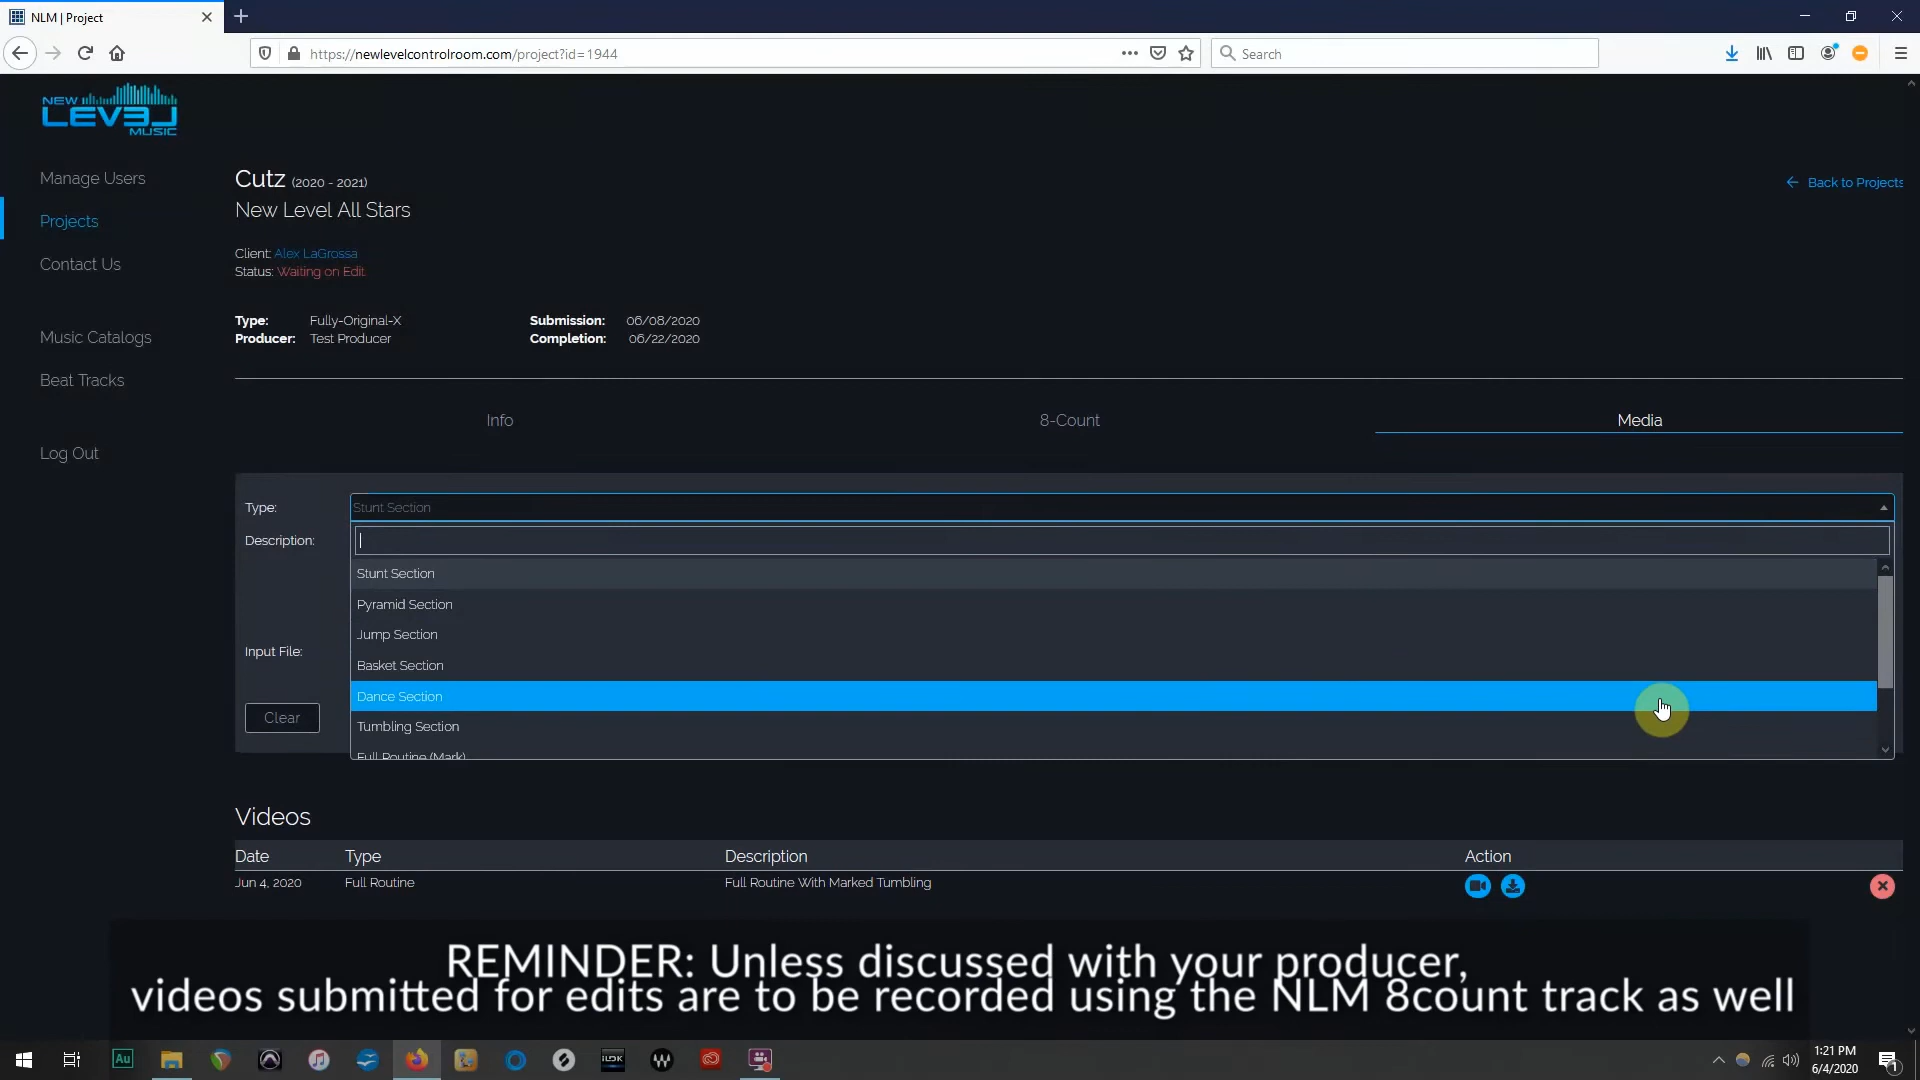 NLM | Project
https://newlevelcontrolroom.com/project?id=1944
Search
NEW
LEVEL
MUSIC
Manage Users
Projects
Contact Us
Music Catalogs
Beat Tracks
Log Out
Cutz (2020 - 2021)
Back to Projects
New Level All Stars
Client: Alex LaGrossa
Status: Waiting on Edit
Type: Fully-Original-X
Submission: 06/08/2020
Producer: Test Producer
Completion: 06/22/2020
Info
8-Count
Media
Type: Stunt Section
Description:
Stunt Section
Pyramid Section
Jump Section
Basket Section
Dance Section
Tumbling Section
Full Routine (Mark)
Input File:
Clear
Videos
Date Type Description Action
Jun 4, 2020 Full Routine Full Routine With Marked Tumbling
REMINDER: Unless discussed with your producer,
videos submitted for edits are to be recorded using the NLM 8count track as well
Au
iLOK
1:21 PM
6/4/2020
1